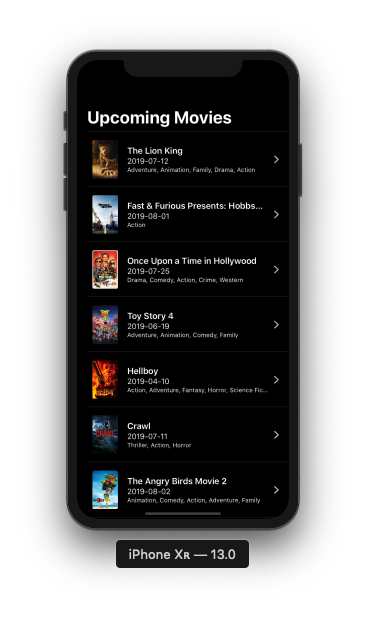 Upcoming Movies
The Lion King
2019-07-12
Adventure, Animation, Family, Drama, Action
Fast & Furious Presents: Hobbs...
2019-08-01
Action
Once Upon a Time in Hollywood
2019-07-25
Drama, Comedy, Action, Crime, Western
Toy Story 4
2019-06-19
Adventure, Animation, Comedy, Family
Hellboy
2019-04-10
Action, Adventure, Fantasy, Horror, Science Fic...
Crawl
2019-07-11
Thriller, Action, Horror
The Angry Birds Movie 2
2019-08-02
Animation, Comedy, Action, Adventure, Family
iPhone Xʀ — 13.0